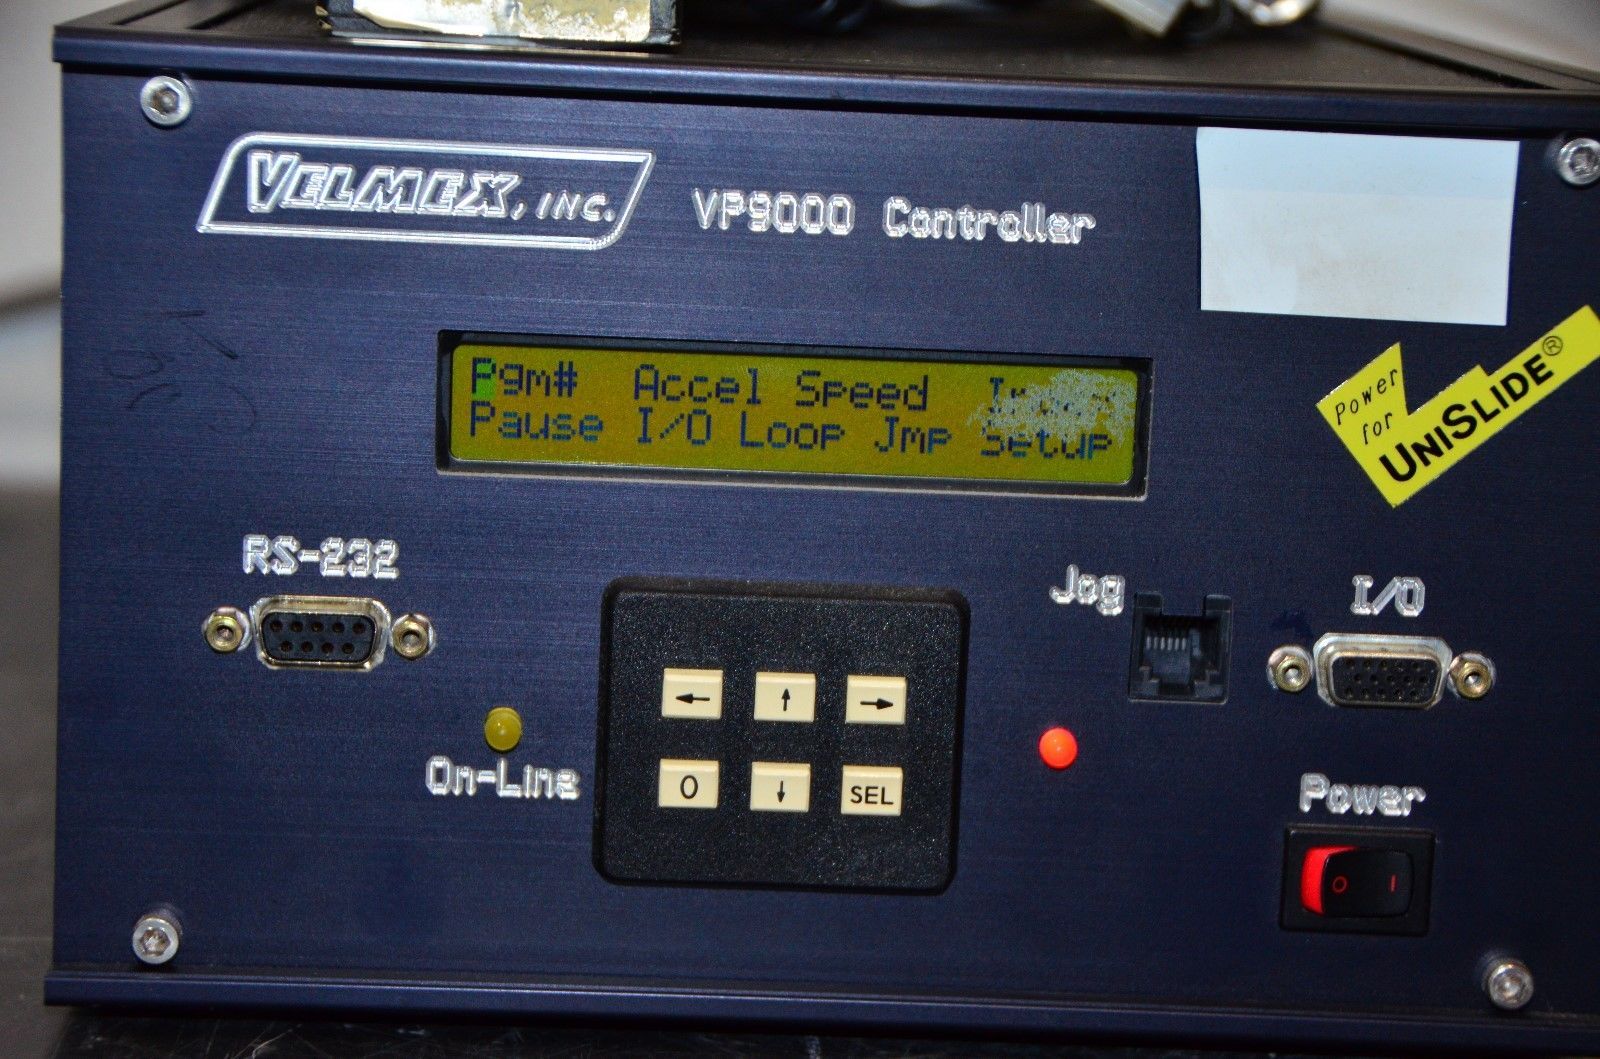 VELMEX, INC.
VP9000 Controller
Pgm# Accel Speed
Pause I/O Loop Jmp Setup
Power
for
UNISLIDE®
RS-232
Jog
I/O
On-Line
← ↑ →
0 ↓ SEL
Power
O I